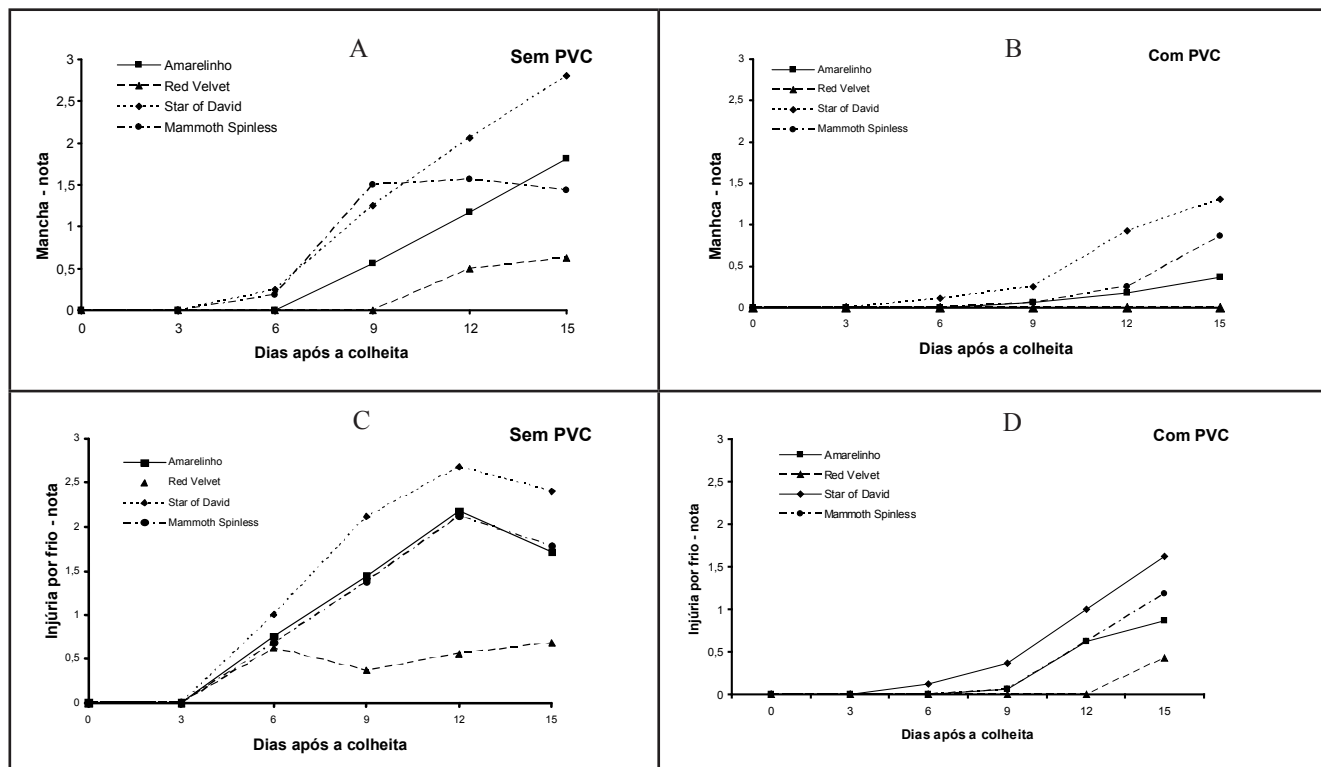 A
Sem PVC
Amarelinho
Red Velvet
Star of David
Mammoth Spinless
Mancha - nota
3
2,5
2
1,5
1
0,5
0
0 3 6 9 12 15
Dias após a colheita
B
Com PVC
Amarelinho
Red Velvet
Star of David
Mammoth Spinless
Manhca - nota
3
2,5
2
1,5
1
0,5
0
0 3 6 9 12 15
Dias após a colheita
C
Sem PVC
Amarelinho
Red Velvet
Star of David
Mammoth Spinless
Injúria por frio - nota
3
2,5
2
1,5
1
0,5
0
0 3 6 9 12 15
Dias após a colheita
D
Com PVC
Amarelinho
Red Velvet
Star of David
Mammoth Spinless
Injúria por frio - nota
3
2,5
2
1,5
1
0,5
0
0 3 6 9 12 15
Dias após a colheita